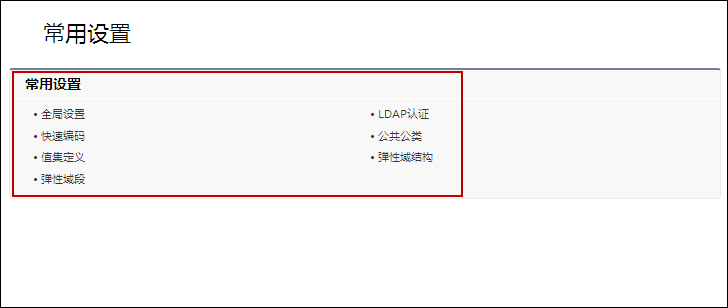 常用设置
常用设置
• 全局设置
• LDAP认证
• 快速编码
• 公共公类
• 值集定义
• 弹性域结构
• 弹性域段